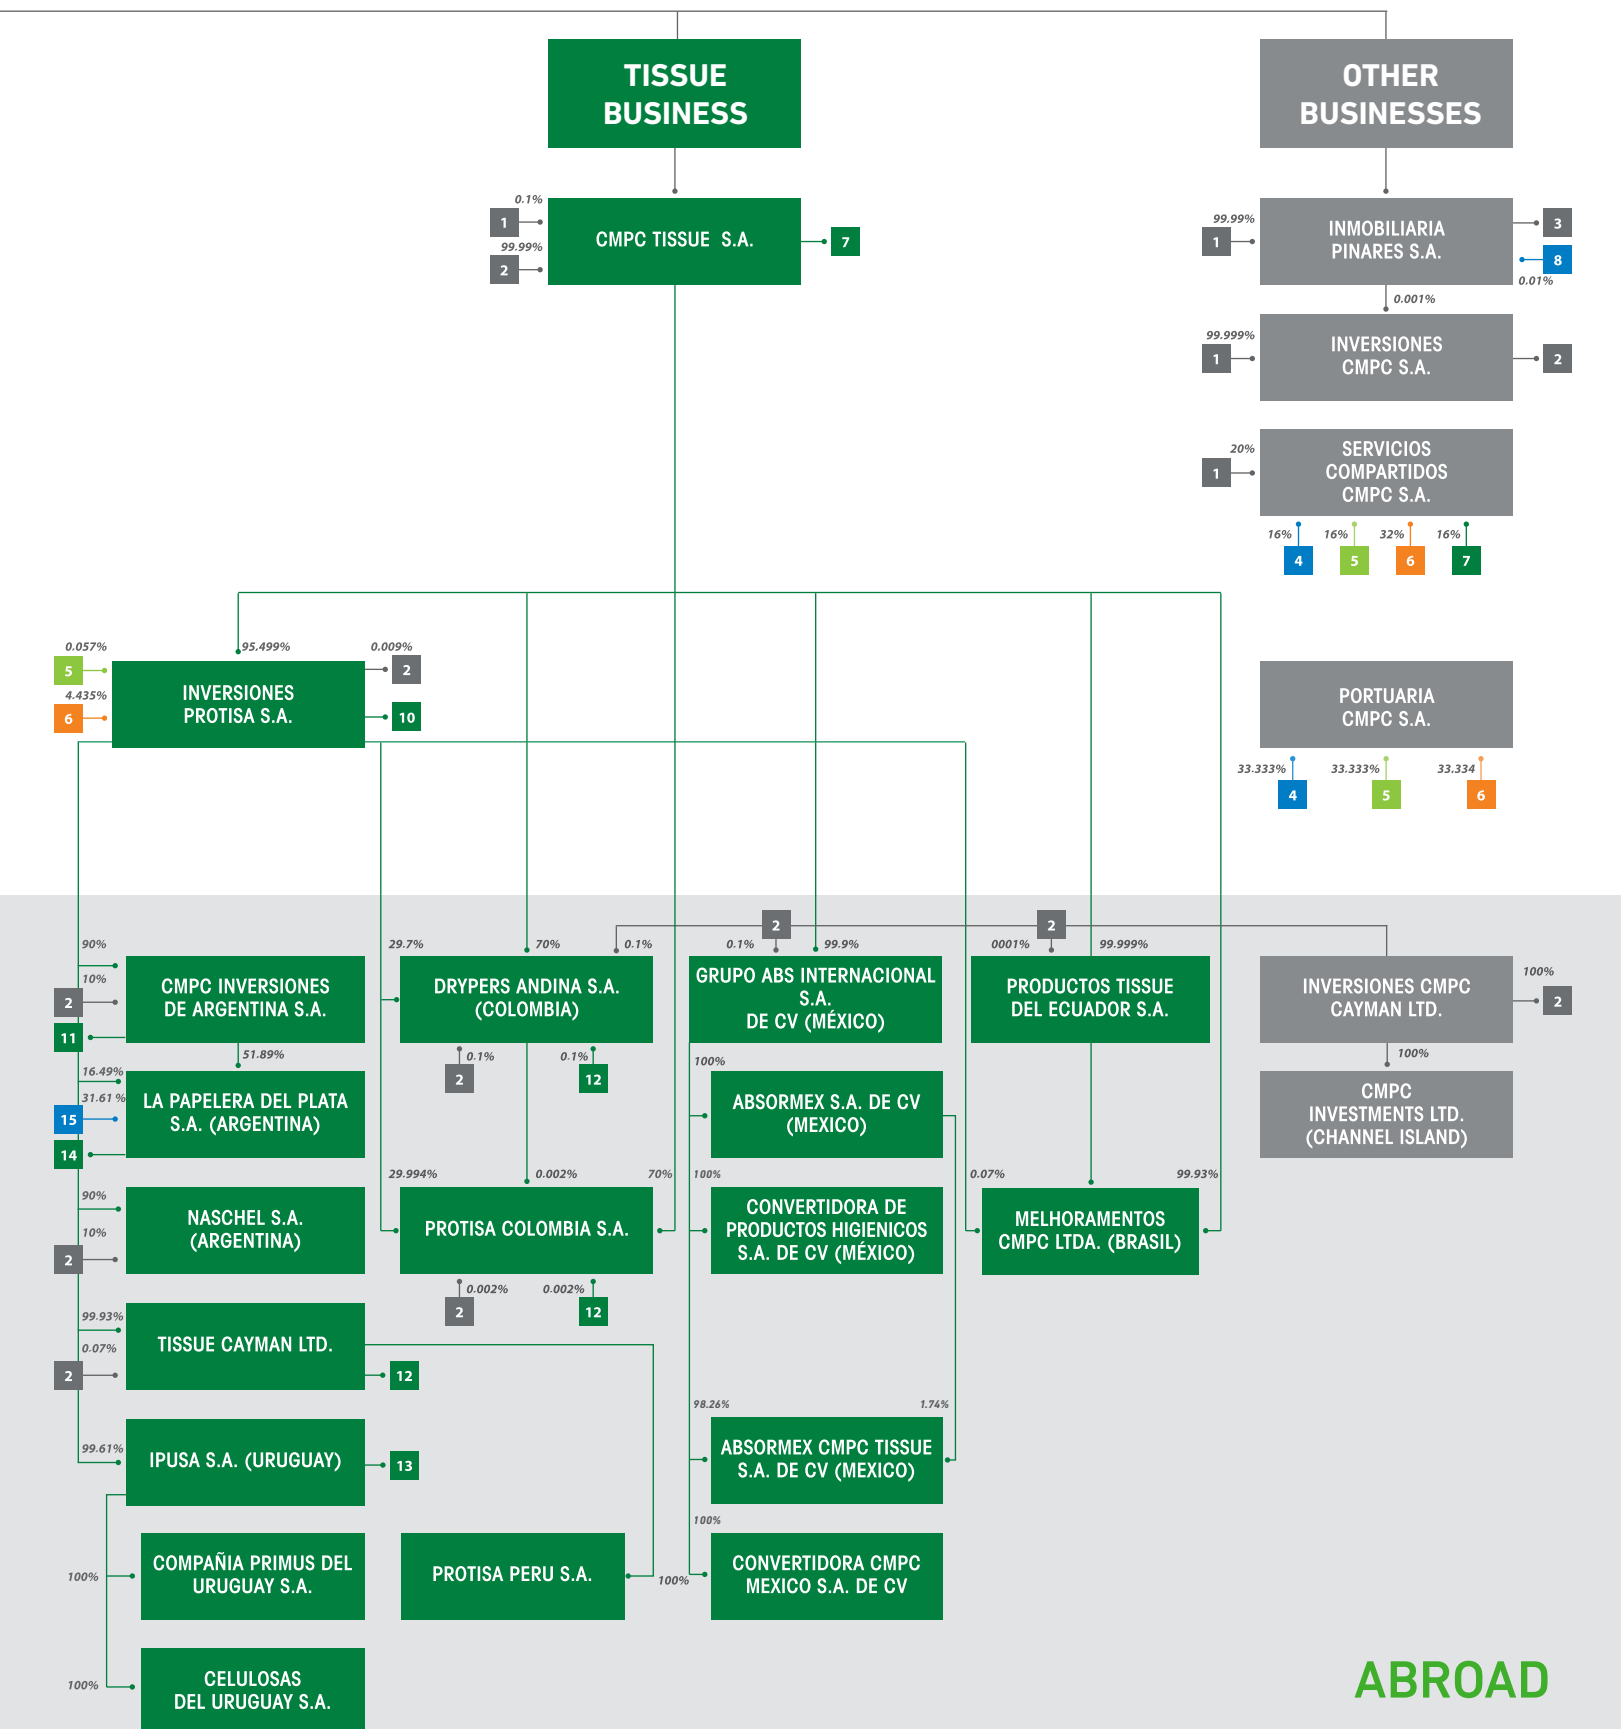 TISSUE
BUSINESS
OTHER
BUSINESSES
0.1%
1
99.99%
2
CMPC TISSUE S.A.
7
99.99%
1
INMOBILIARIA
PINARES S.A.
3
8
0.01%
0.001%
99.999%
1
INVERSIONES
CMPC S.A.
2
20%
1
SERVICIOS
COMPARTIDOS
CMPC S.A.
16% 16% 32% 16%
4 5 6 7
0.057%
5
4.435%
6
95.499%
INVERSIONES
PROTISA S.A.
0.009%
2
10
PORTUARIA
CMPC S.A.
33.333% 33.333% 33.334
4 5 6
2
2
90%
10%
2
11
CMPC INVERSIONES
DE ARGENTINA S.A.
29.7%
70%
0.1%
DRYPERS ANDINA S.A.
(COLOMBIA)
0.1%
2
0.1%
12
0.1%
99.9%
GRUPO ABS INTERNACIONAL
S.A.
DE CV (MÉXICO)
0001%
99.999%
PRODUCTOS TISSUE
DEL ECUADOR S.A.
INVERSIONES CMPC
CAYMAN LTD.
100%
2
100%
CMPC
INVESTMENTS LTD.
(CHANNEL ISLAND)
51.89%
16.49%
31.61 %
15
14
LA PAPELERA DEL PLATA
S.A. (ARGENTINA)
100%
ABSORMEX S.A. DE CV
(MEXICO)
90%
10%
2
NASCHEL S.A.
(ARGENTINA)
29.994%
0.002%
70%
PROTISA COLOMBIA S.A.
0.002%
2
0.002%
12
100%
CONVERTIDORA DE
PRODUCTOS HIGIENICOS
S.A. DE CV (MÉXICO)
0.07%
99.93%
MELHORAMENTOS
CMPC LTDA. (BRASIL)
99.93%
0.07%
2
TISSUE CAYMAN LTD.
12
99.61%
IPUSA S.A. (URUGUAY)
13
98.26%
1.74%
ABSORMEX CMPC TISSUE
S.A. DE CV (MEXICO)
100%
COMPAÑIA PRIMUS DEL
URUGUAY S.A.
PROTISA PERU S.A.
100%
100%
CONVERTIDORA CMPC
MEXICO S.A. DE CV
100%
CELULOSAS
DEL URUGUAY S.A.
ABROAD